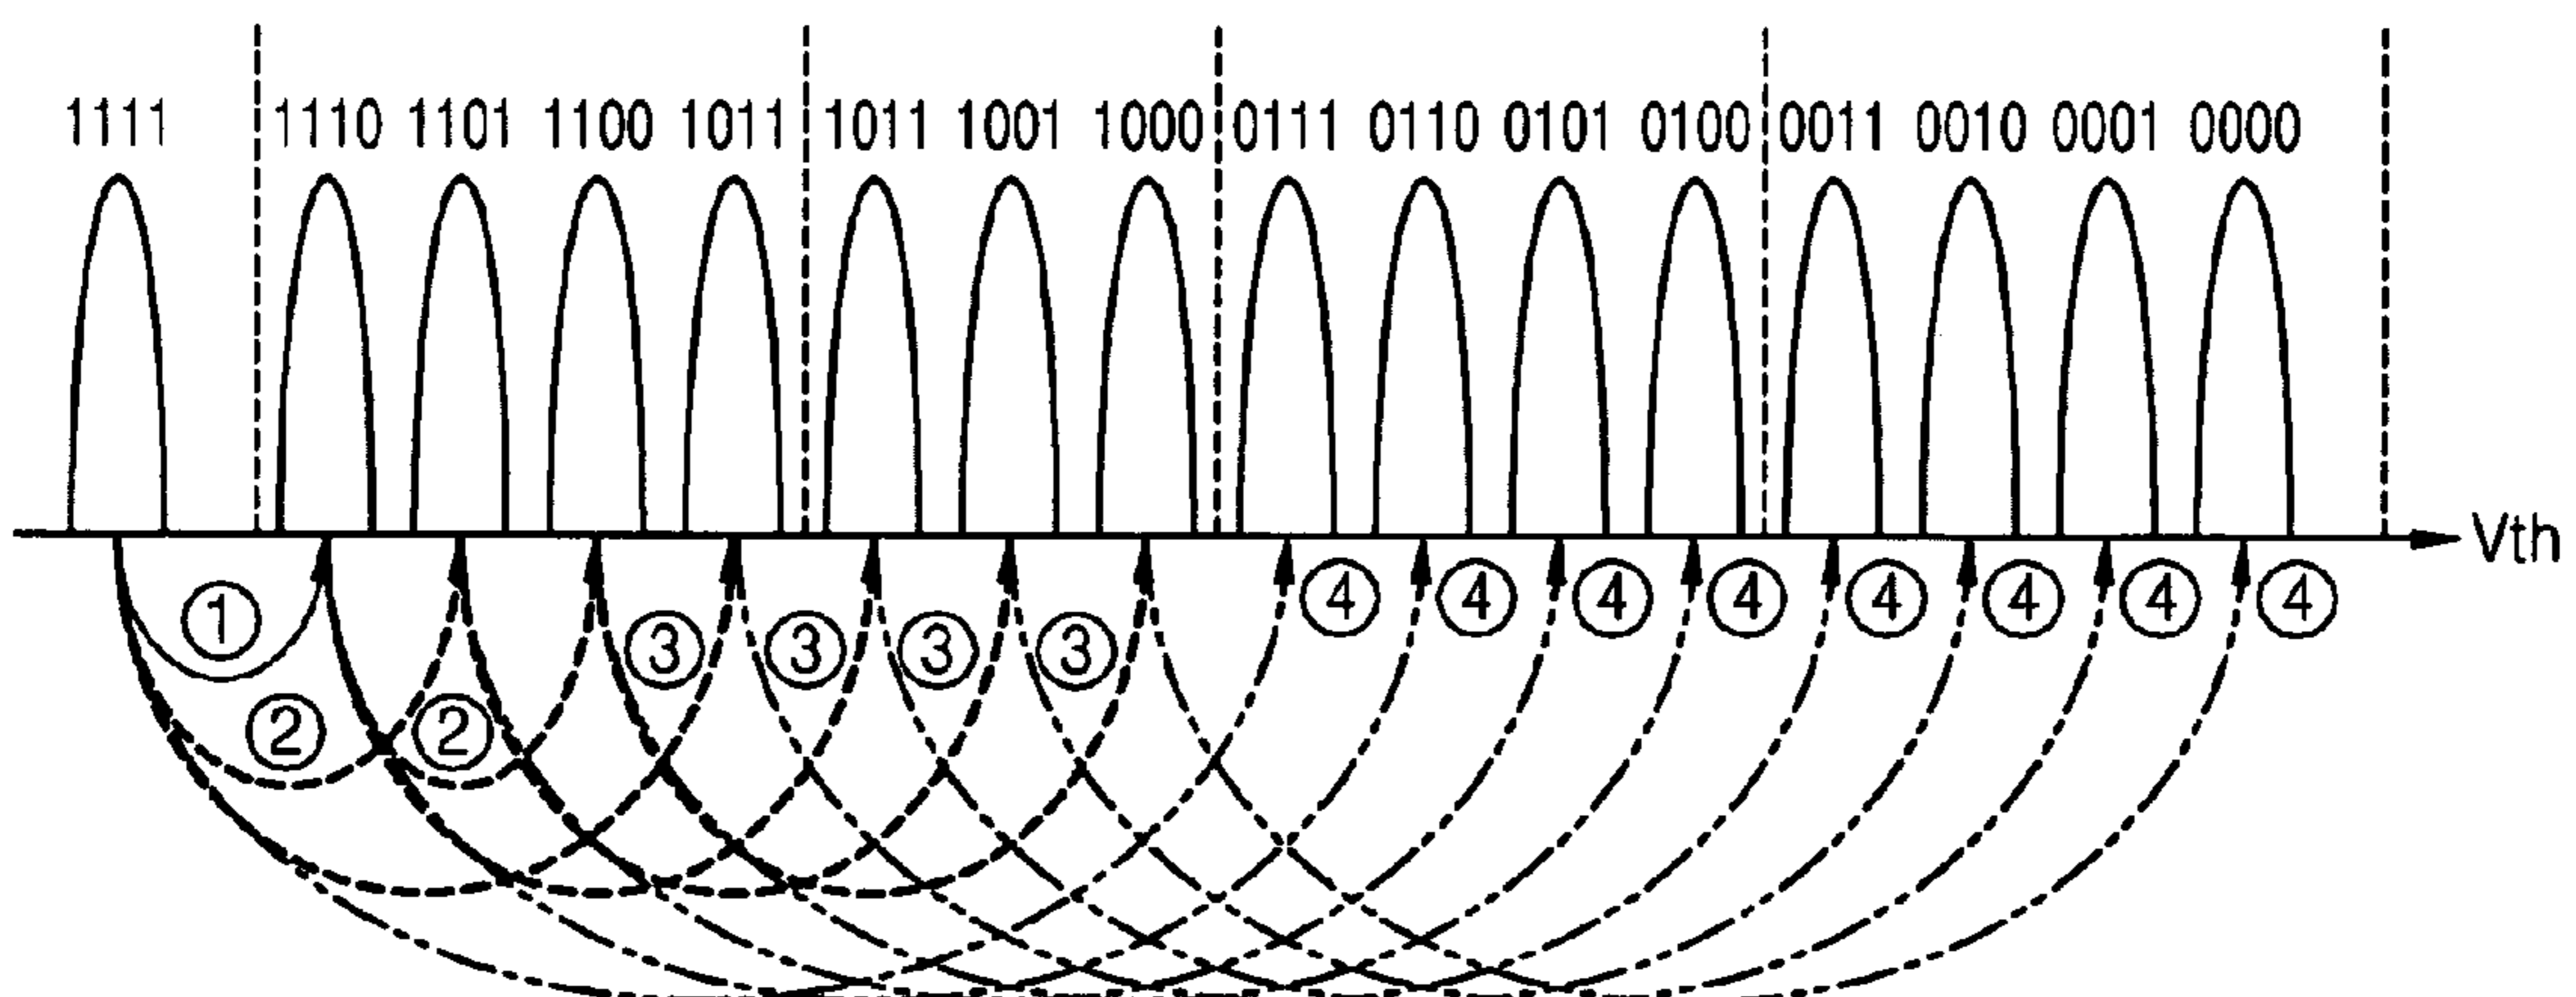 1111 1110 1101 1100 1011 1011 1001 1000 0111 0110 0101 0100 0011 0010 0001 0000
Vth
④ ④ ④ ④ ④ ④ ④ ④
①
③ ③ ③ ③
② ②